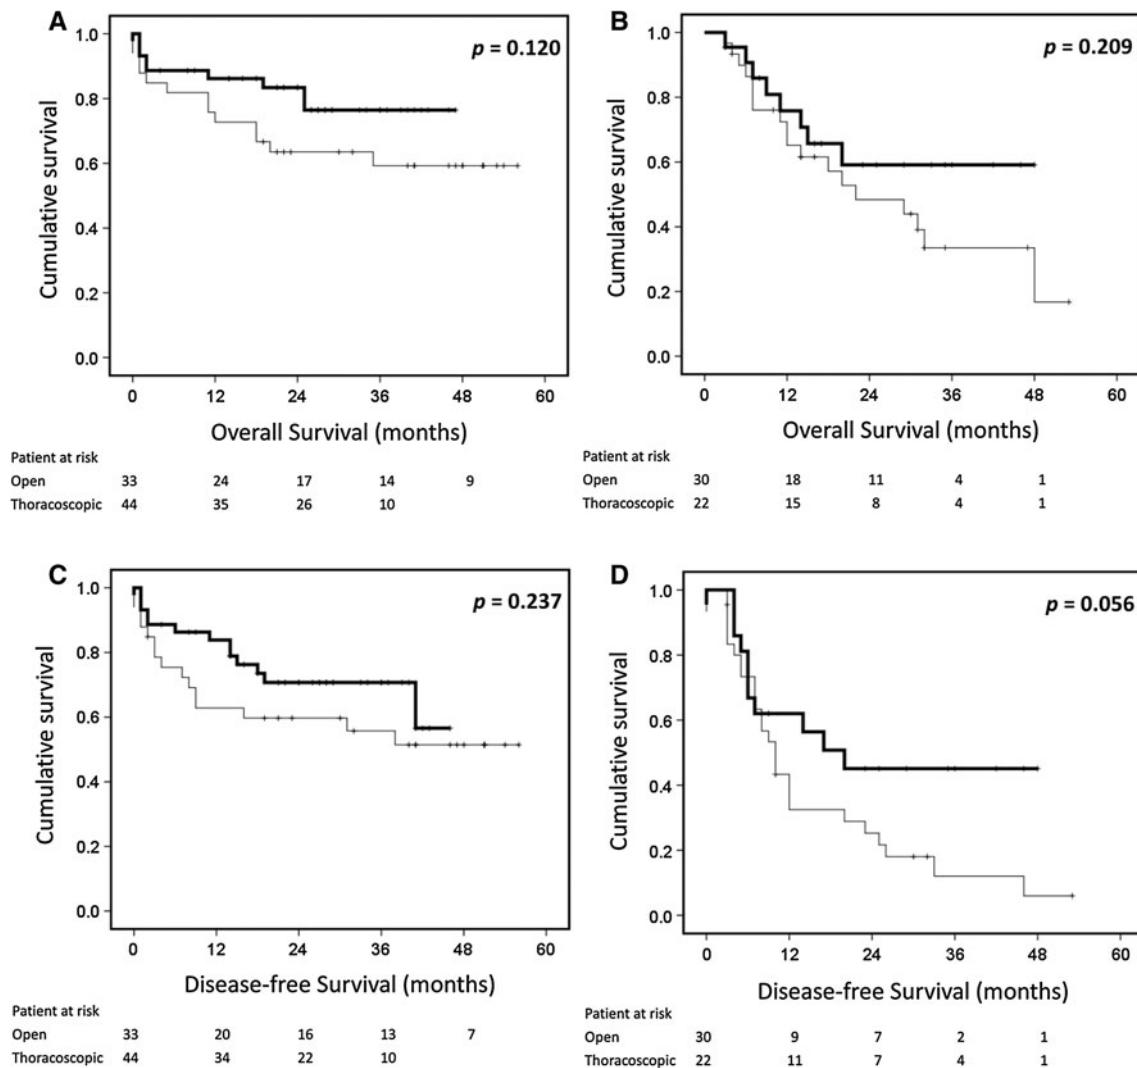 A
p = 0.120
Cumulative survival
1.0
0.8
0.6
0.4
0.2
0.0
0 12 24 36 48 60
Overall Survival (months)
Patient at risk
Open 33 24 17 14 9
Thoracoscopic 44 35 26 10
B
p = 0.209
Cumulative survival
1.0
0.8
0.6
0.4
0.2
0.0
0 12 24 36 48 60
Overall Survival (months)
Patient at risk
Open 30 18 11 4 1
Thoracoscopic 22 15 8 4 1
C
p = 0.237
Cumulative survival
1.0
0.8
0.6
0.4
0.2
0.0
0 12 24 36 48 60
Disease-free Survival (months)
Patient at risk
Open 33 20 16 13 7
Thoracoscopic 44 34 22 10
D
p = 0.056
Cumulative survival
1.0
0.8
0.6
0.4
0.2
0.0
0 12 24 36 48 60
Disease-free Survival (months)
Patient at risk
Open 30 9 7 2 1
Thoracoscopic 22 11 7 4 1